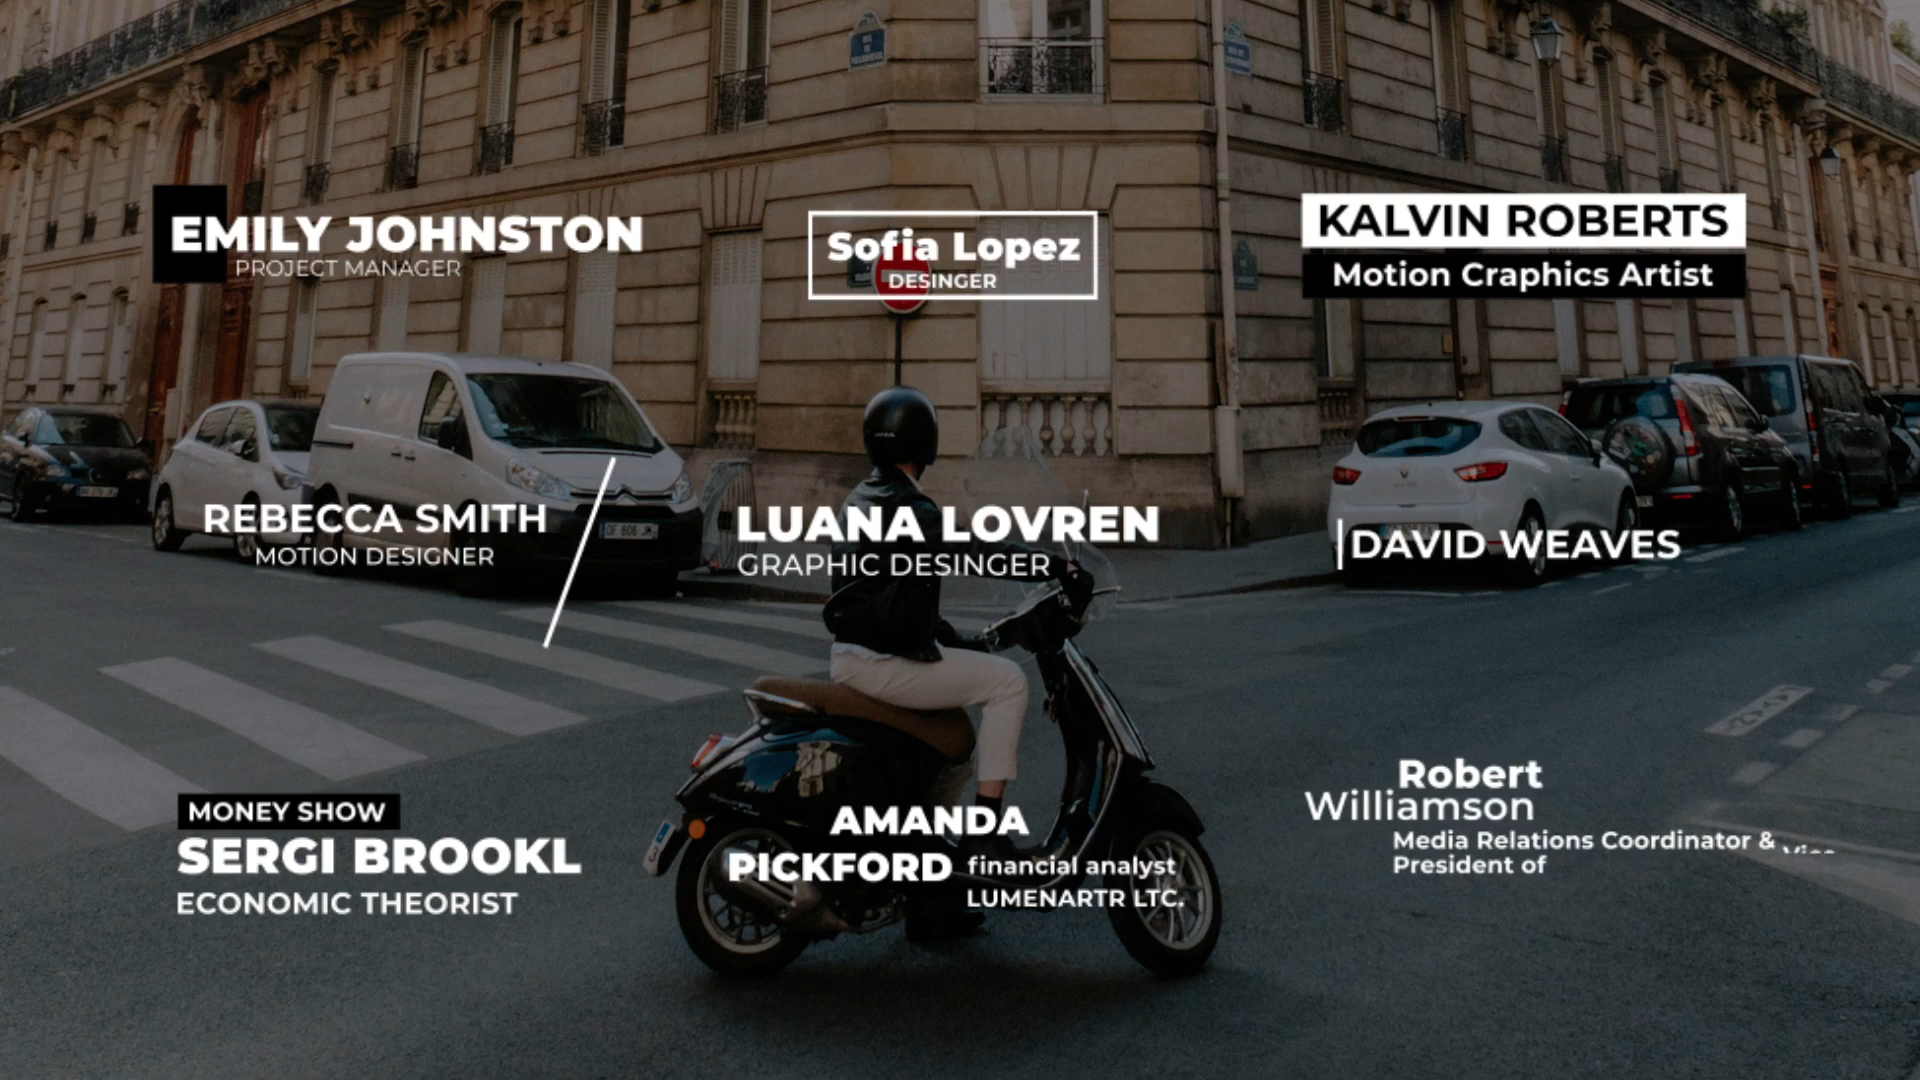 EMILY JOHNSTON
PROJECT MANAGER
Sofia Lopez
DESINGER
KALVIN ROBERTS
Motion Craphics Artist
REBECCA SMITH
MOTION DESIGNER
LUANA LOVREN
GRAPHIC DESINGER
DAVID WEAVES
MONEY SHOW
SERGI BROOKL
ECONOMIC THEORIST
AMANDA
PICKFORD financial analyst
LUMENARTR LTC.
Robert
Williamson
Media Relations Coordinator &
President of